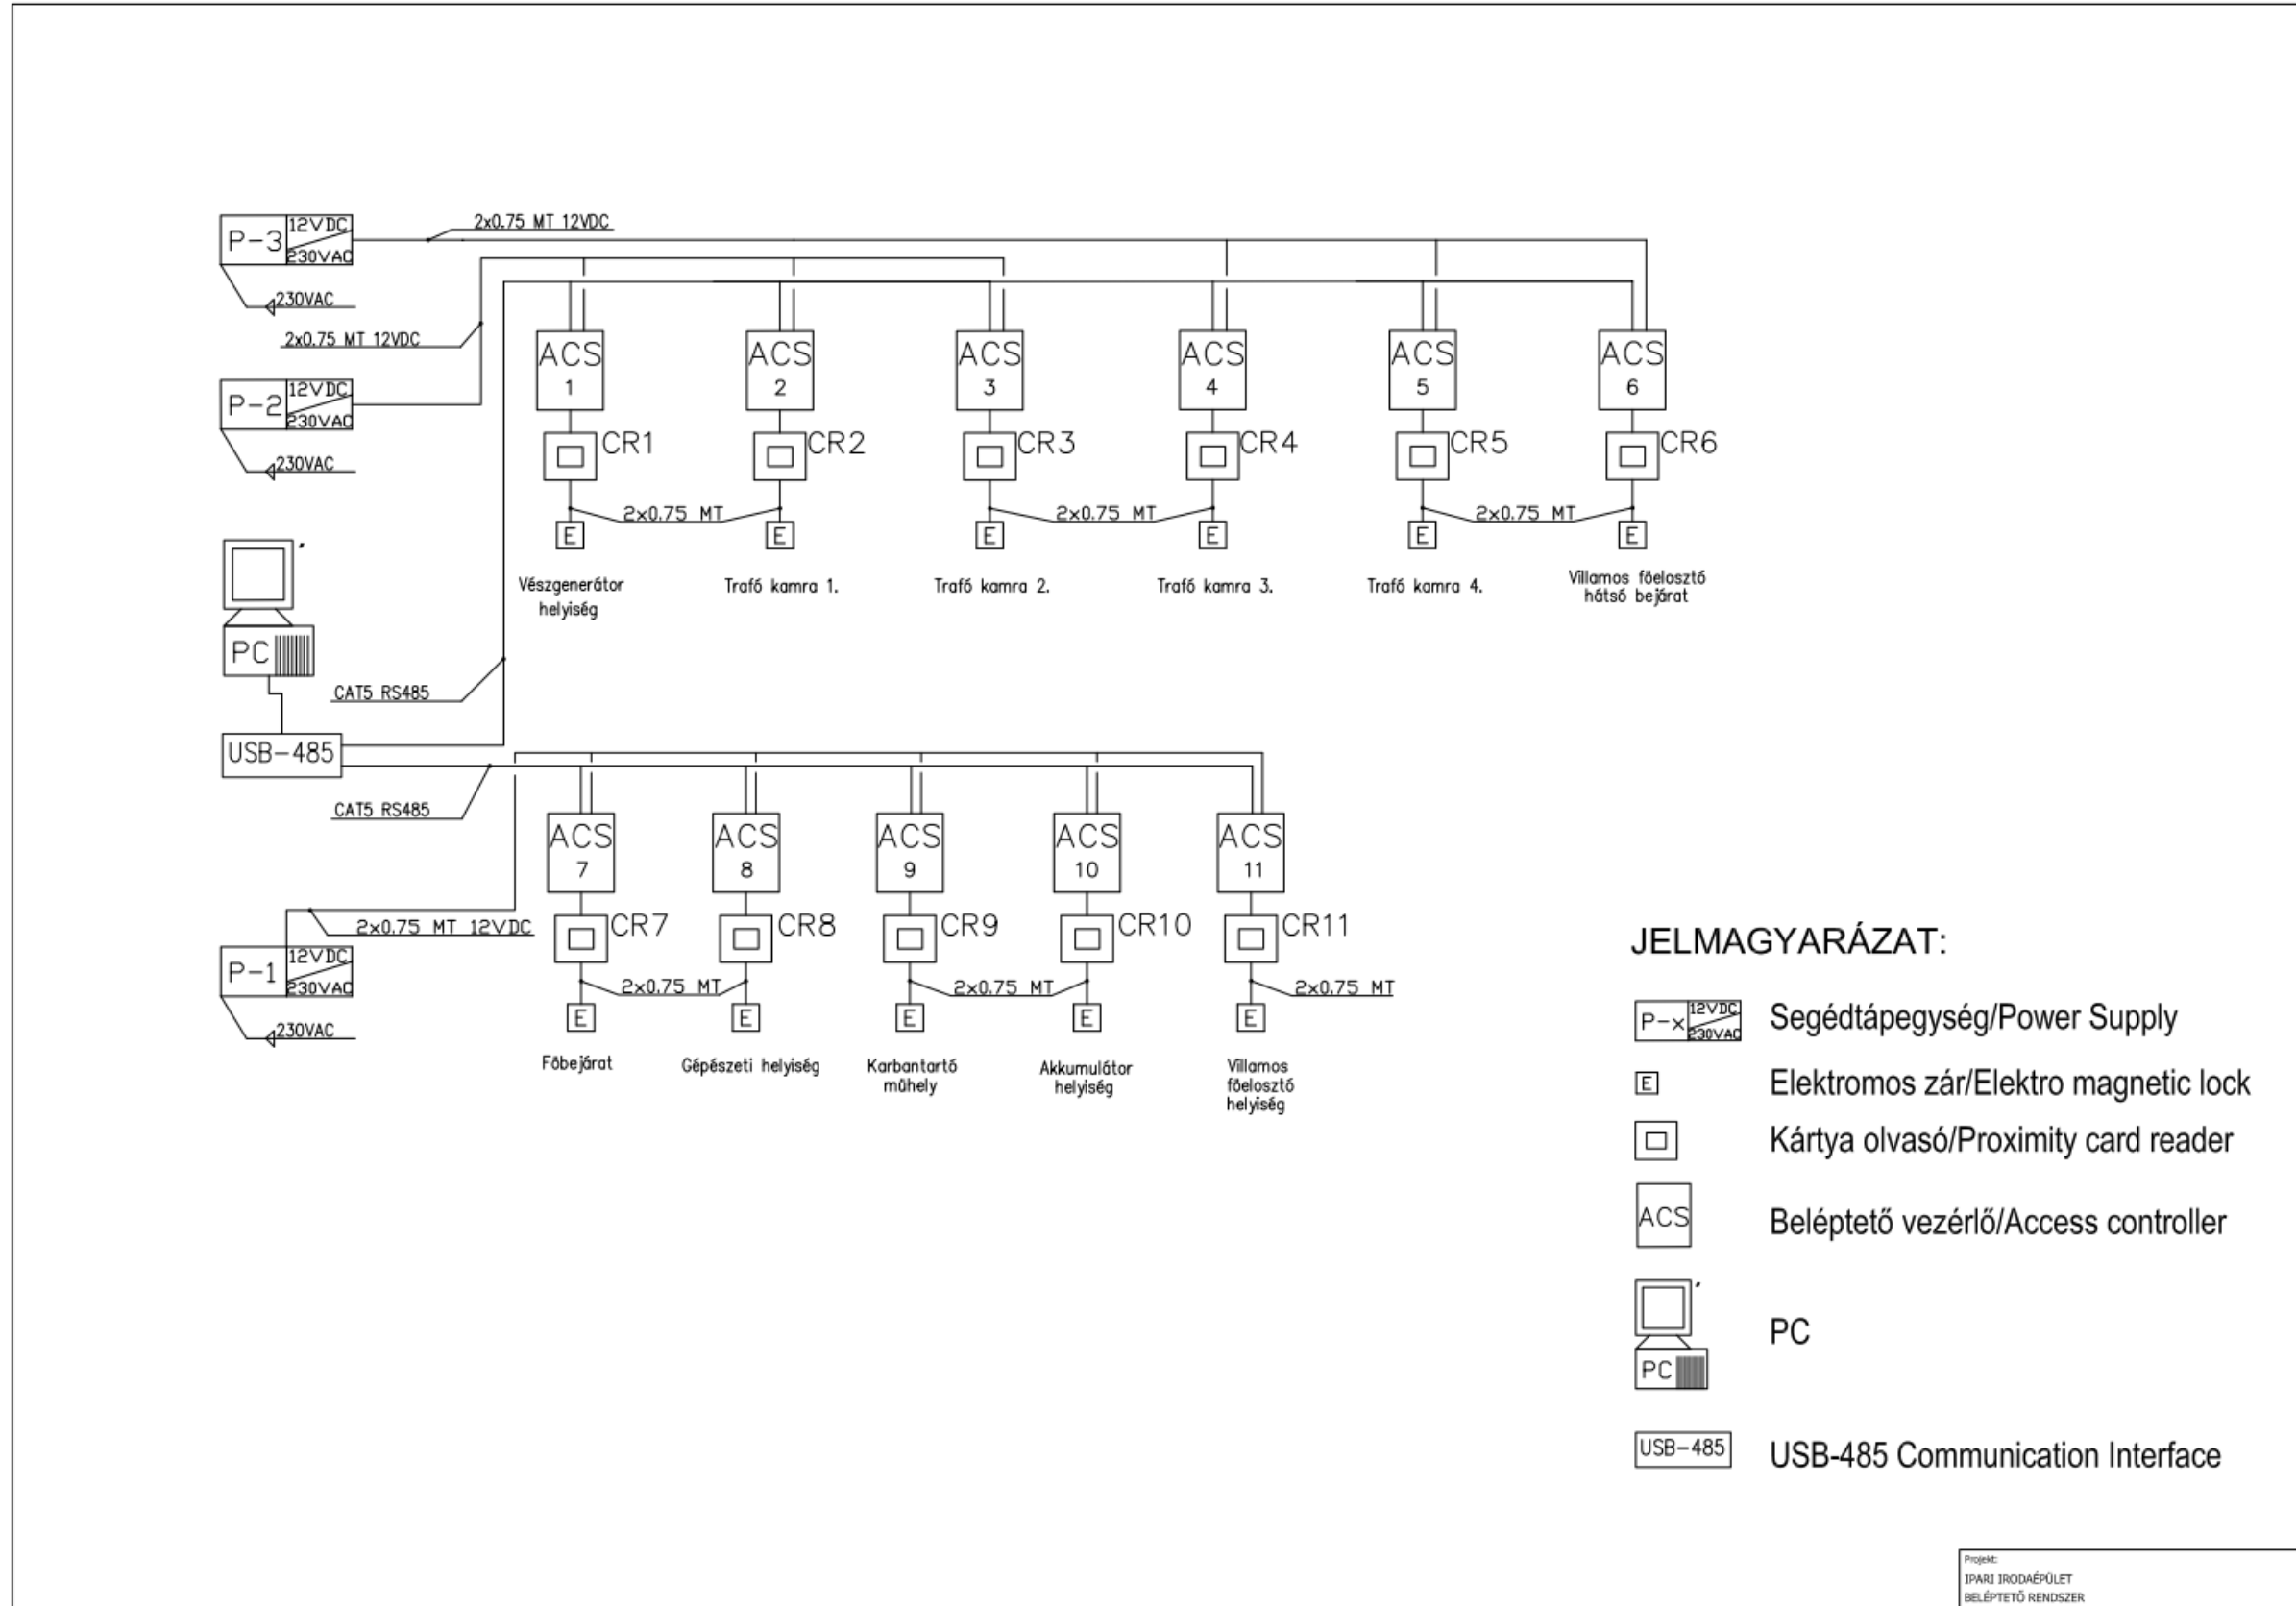 P-3 12VDC 230VAC
2x0.75 MT 12VDC
230VAC
2x0.75 MT 12VDC
P-2 12VDC 230VAC
230VAC
ACS 1
ACS 2
ACS 3
ACS 4
ACS 5
ACS 6
CR1
CR2
CR3
CR4
CR5
CR6
2x0.75 MT
2x0.75 MT
2x0.75 MT
E
E
E
E
E
E
Vészgenerátor
helyiség
Trafó kamra 1.
Trafó kamra 2.
Trafó kamra 3.
Trafó kamra 4.
Villamos fõelosztó
hátsó bejárat
PC
CAT5 RS485
USB-485
CAT5 RS485
ACS 7
ACS 8
ACS 9
ACS 10
ACS 11
CR7
CR8
CR9
CR10
CR11
2x0.75 MT 12VDC
P-1 12VDC 230VAC
230VAC
2x0.75 MT
2x0.75 MT
2x0.75 MT
E
E
E
E
E
Fõbejárat
Gépészeti helyiség
Karbantartó
mûhely
Akkumulátor
helyiség
Villamos
fõelosztó
helyiség
JELMAGYARÁZAT:
P-x 12VDC 230VAC
Segédtápegység/Power Supply
E
Elektromos zár/Elektro magnetic lock
Kártya olvasó/Proximity card reader
ACS
Beléptető vezérlő/Access controller
PC
PC
USB-485
USB-485 Communication Interface
Projekt:
IPARI IRODAÉPÜLET
BELÉPTETŐ RENDSZER